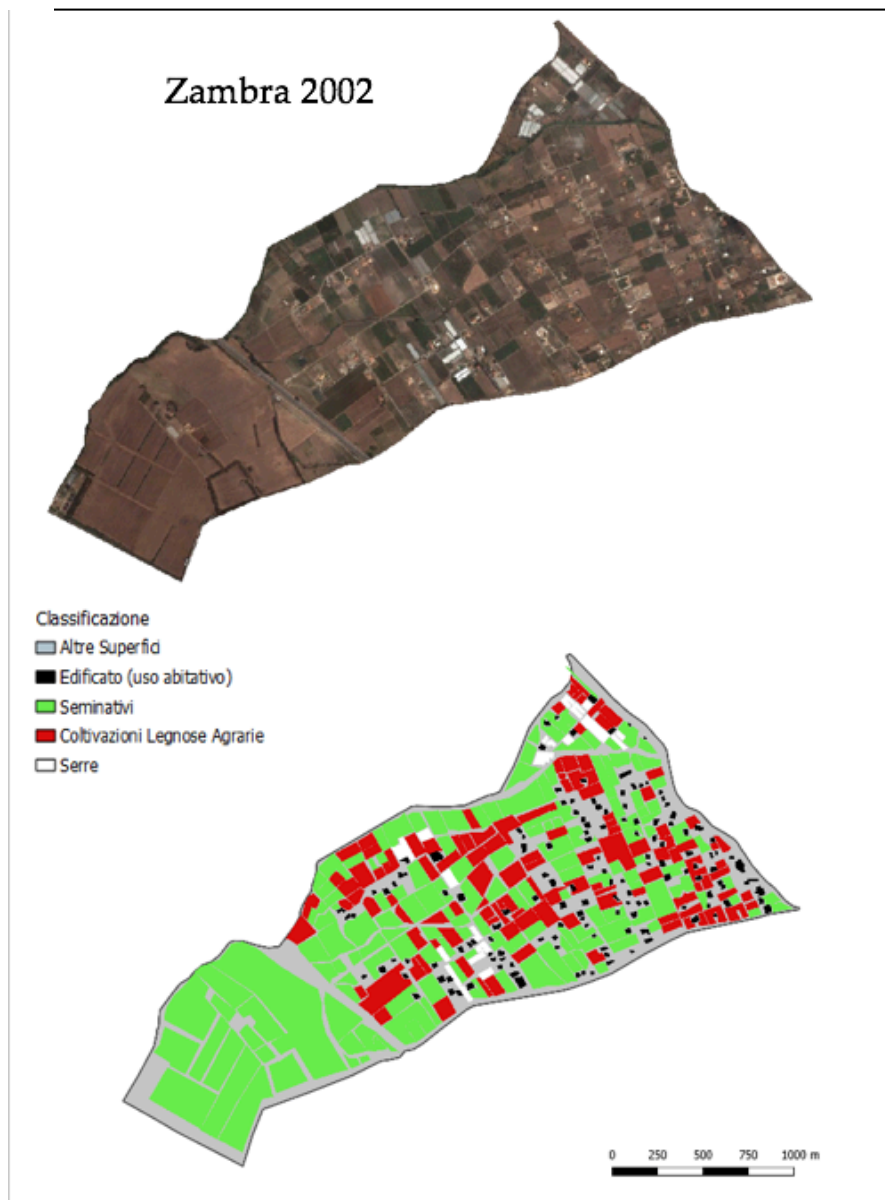 Zambra 2002
Classificazione
Altre Superfici
Edificato (uso abitativo)
Seminativi
Coltivazioni Legnose Agrarie
Serre
0 250 500 750 1000 m